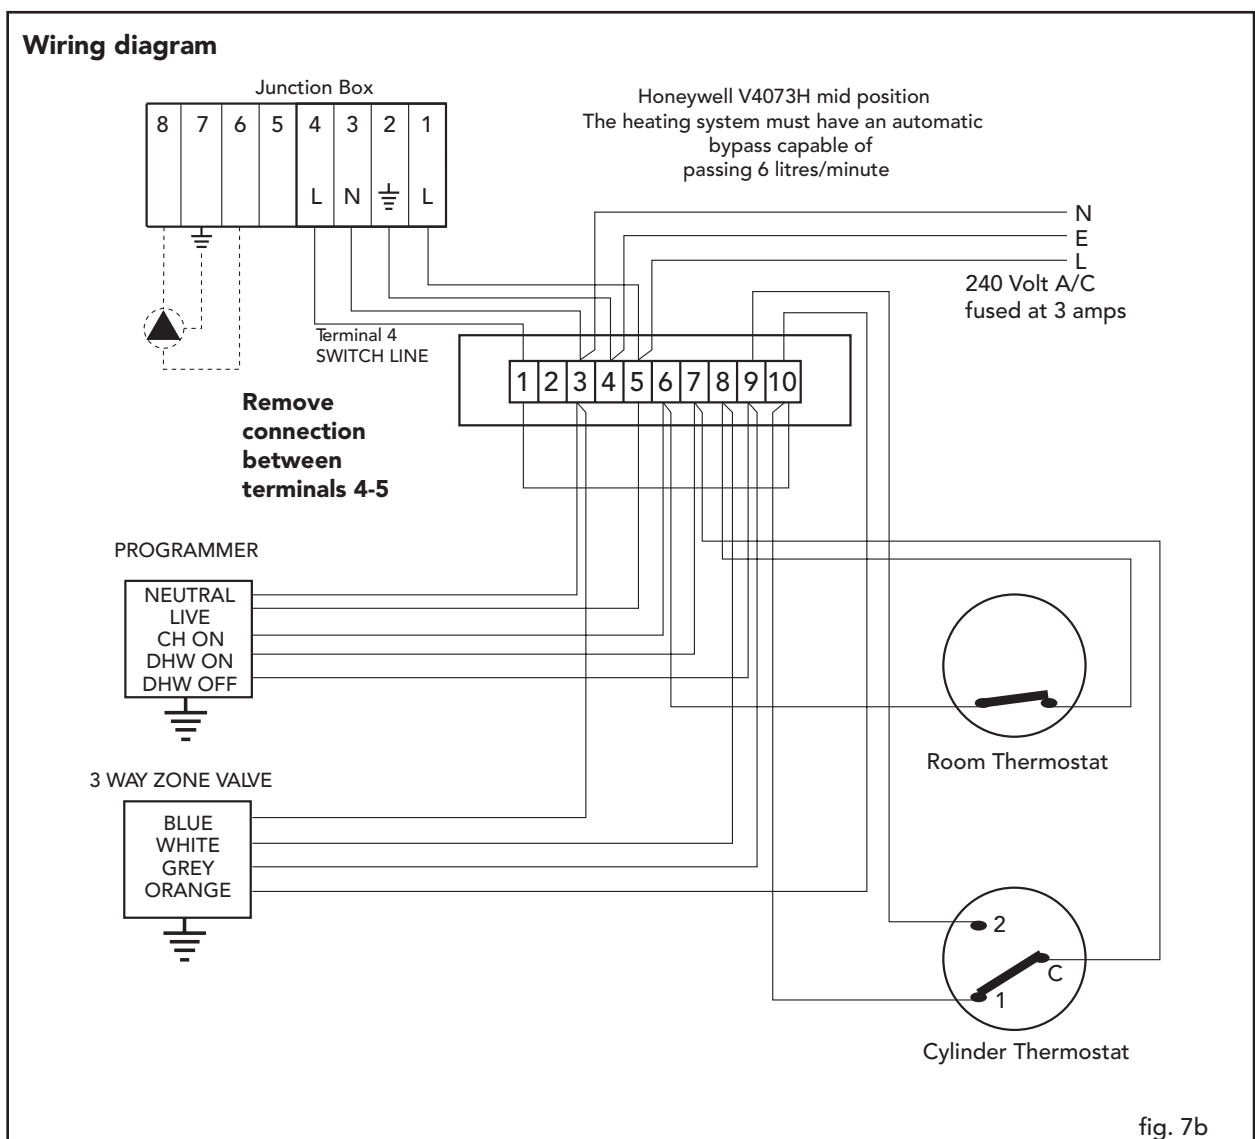 Wiring diagram
Junction Box
8 7 6 5 4 3 2 1
L N L
Honeywell V4073H mid position
The heating system must have an automatic
bypass capable of
passing 6 litres/minute
N
E
L
240 Volt A/C
fused at 3 amps
Terminal 4
SWITCH LINE
1 2 3 4 5 6 7 8 9 10
Remove
connection
between
terminals 4-5
PROGRAMMER
NEUTRAL
LIVE
CH ON
DHW ON
DHW OFF
Room Thermostat
3 WAY ZONE VALVE
BLUE
WHITE
GREY
ORANGE
2
C
1
Cylinder Thermostat
fig. 7b